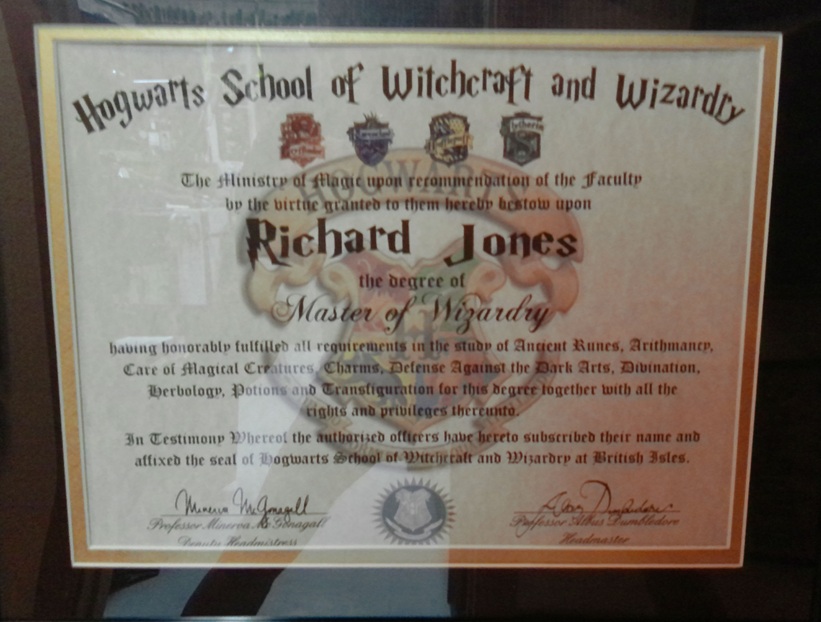 Hogwarts School of Witchcraft and Wizardry
The Ministry of Magic upon recommendation of the Faculty
by the virtue granted to them hereby bestow upon
Richard Jones
the degree of
Master of Wizardry
having honorably fulfilled all requirements in the study of Ancient Runes, Arithmancy,
Care of Magical Creatures, Charms, Defense Against the Dark Arts, Divination,
Herbology, Potions and Transfiguration for this degree together with all the
rights and privileges thereunto.
In Testimony Whereof the authorized officers have hereto subscribed their name and
affixed the seal of Hogwarts School of Witchcraft and Wizardry at British Isles.
Minerva McGonagall
Professor Minerva McGonagall
Deputy Headmistress
Albus Dumbledore
Professor Albus Dumbledore
Headmaster